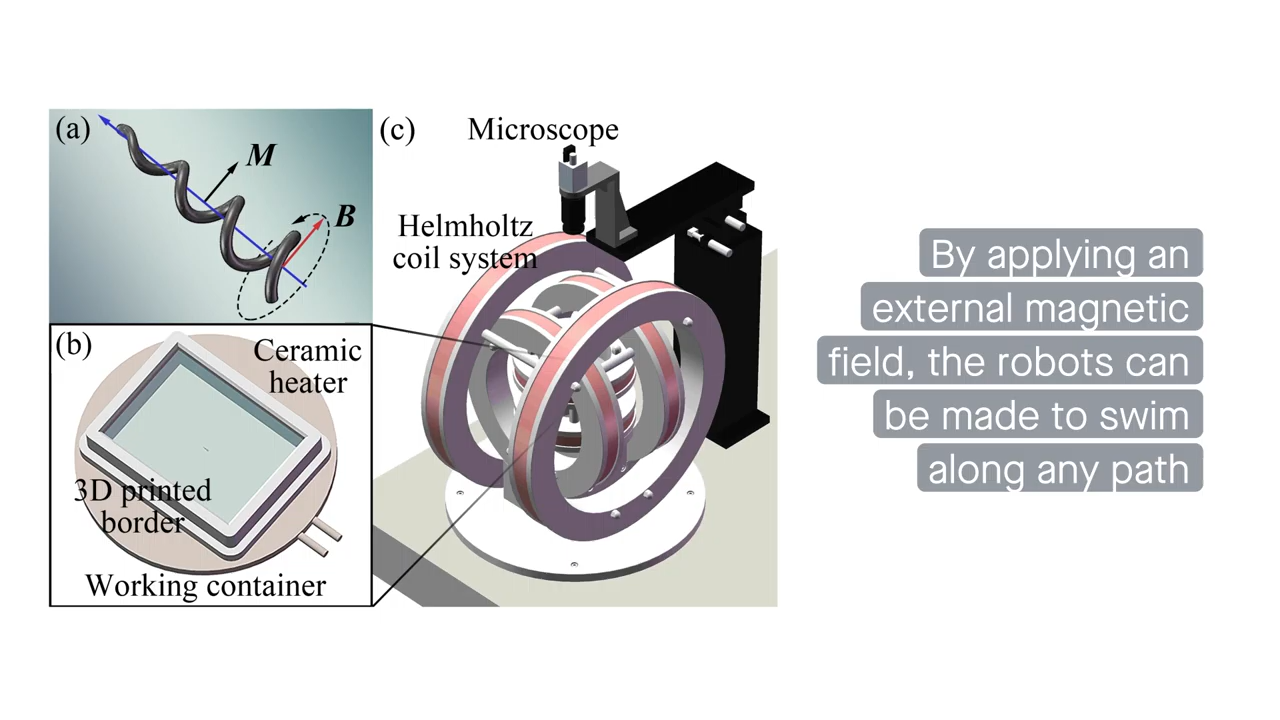 (a)
M
B
(b)
Ceramic
heater
3D printed
border
Working container
(c)
Microscope
Helmholtz
coil system
By applying an
external magnetic
field, the robots can
be made to swim
along any path